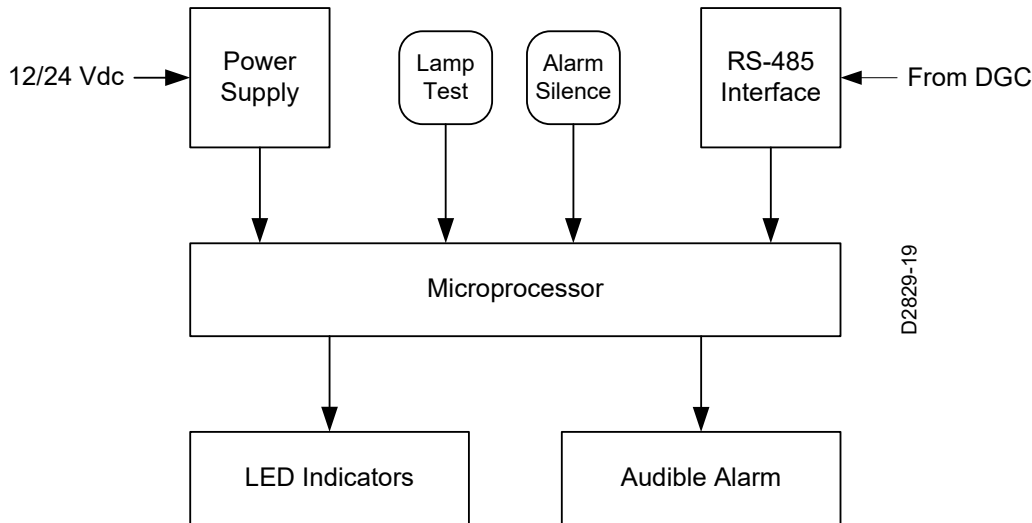 12/24 Vdc
Power
Supply
Lamp
Test
Alarm
Silence
RS-485
Interface
From DGC
Microprocessor
D2829-19
LED Indicators
Audible Alarm